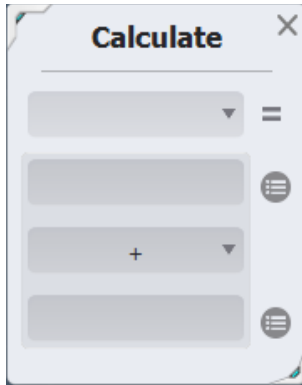 Calculate
=
+